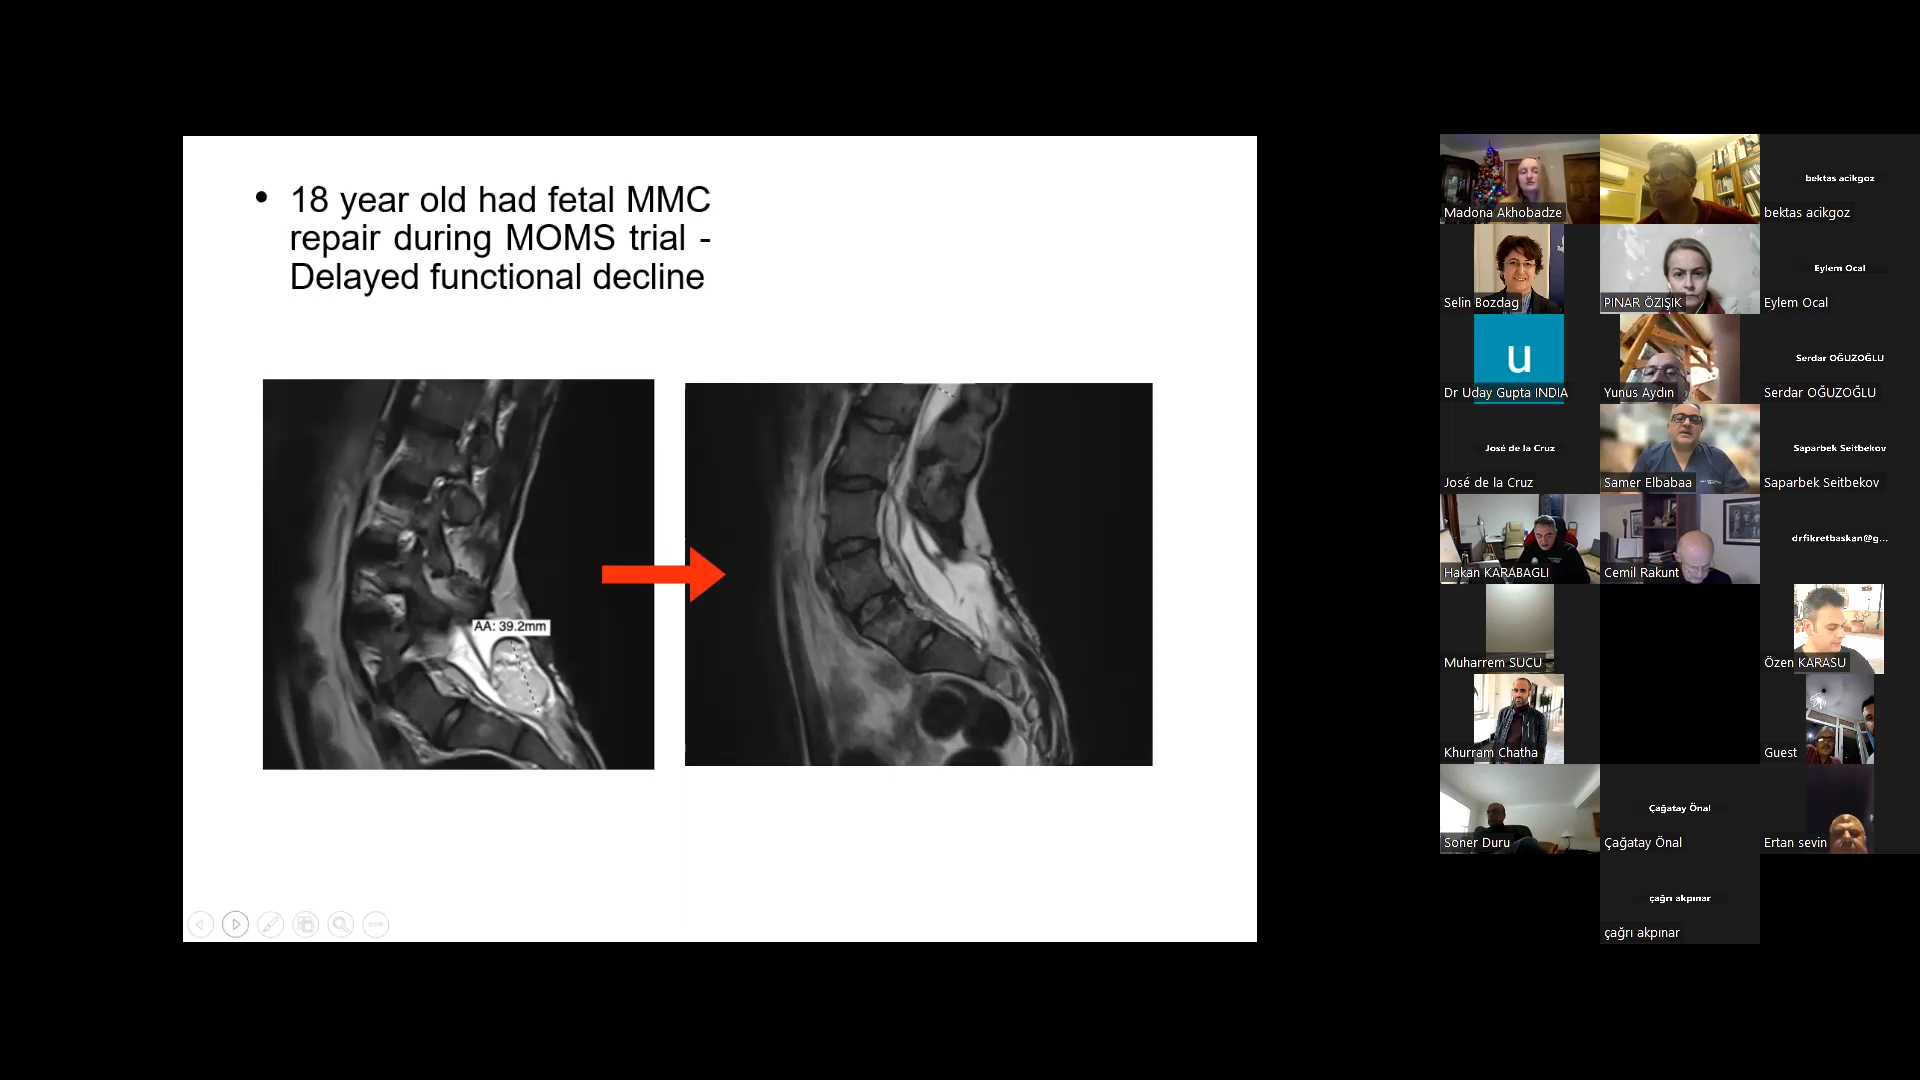 • 18 year old had fetal MMC
repair during MOMS trial -
Delayed functional decline
AA: 39.2mm
Madona Akhobadze
bektas acikgoz
bektas acikgoz
Selin Bozdag
PINAR ÖZIŞIK
Eylem Ocal
Eylem Ocal
u
Dr Uday Gupta INDIA
Yunus Aydın
Serdar OĞUZOĞLU
Serdar OĞUZOĞLU
José de la Cruz
José de la Cruz
Samer Elbabaa
Saparbek Seitbekov
Saparbek Seitbekov
Hakan KARABAGLI
Cemil Rakunt
drfikretbaskan@g...
Muharrem SUCU
Özen KARASU
Khurram Chatha
Guest
Soner Duru
Çağatay Önal
Çağatay Önal
Ertan sevin
çağrı akpınar
çağrı akpınar